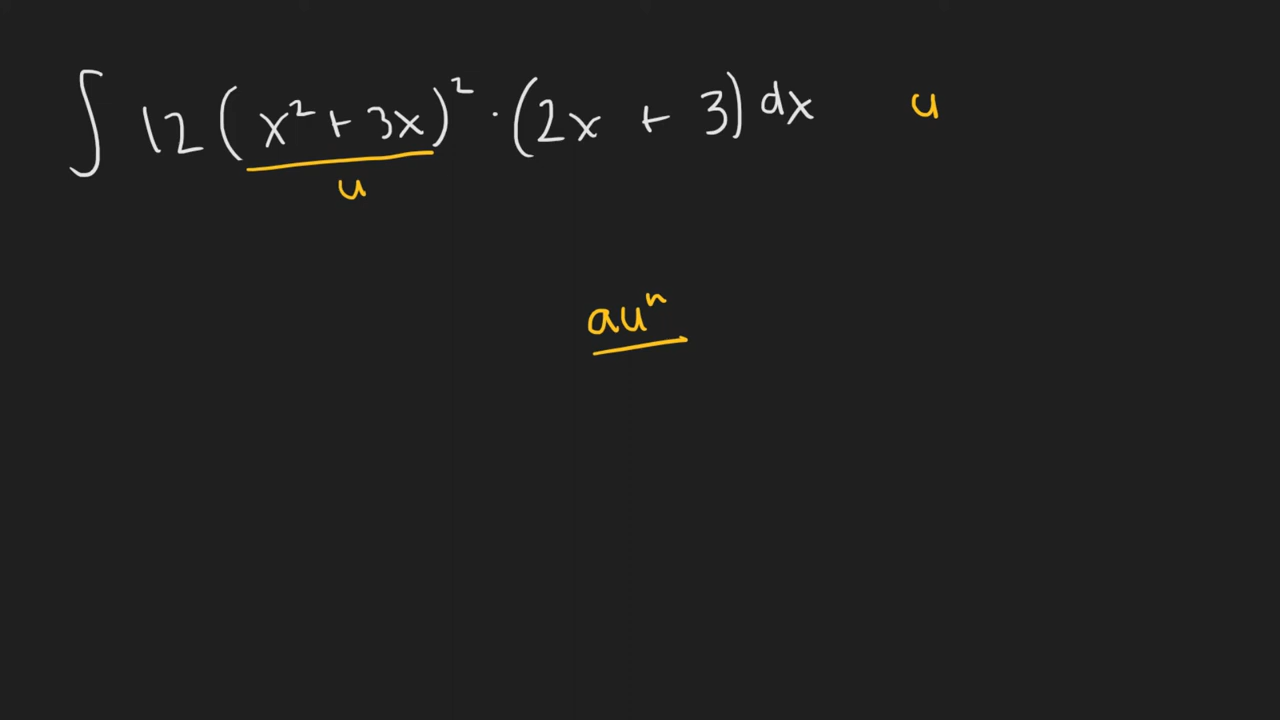 ∫ 12 (x² + 3x)² · (2x + 3) dx u
u
auⁿ